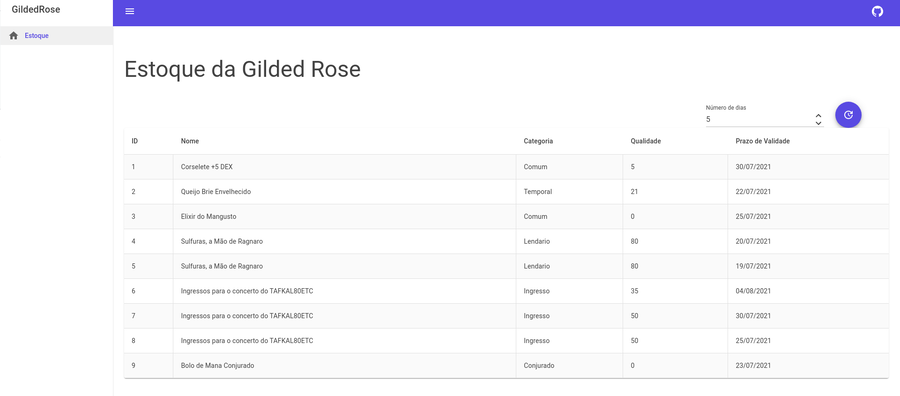 GildedRose
Estoque
Estoque da Gilded Rose
Número de dias
5
ID Nome Categoria Qualidade Prazo de Validade
1 Corselete +5 DEX Comum 5 30/07/2021
2 Queijo Brie Envelhecido Temporal 21 22/07/2021
3 Elixir do Mangusto Comum 0 25/07/2021
4 Sulfuras, a Mão de Ragnaro Lendario 80 20/07/2021
5 Sulfuras, a Mão de Ragnaro Lendario 80 19/07/2021
6 Ingressos para o concerto do TAFKAL80ETC Ingresso 35 04/08/2021
7 Ingressos para o concerto do TAFKAL80ETC Ingresso 50 30/07/2021
8 Ingressos para o concerto do TAFKAL80ETC Ingresso 50 25/07/2021
9 Bolo de Mana Conjurado Conjurado 0 23/07/2021